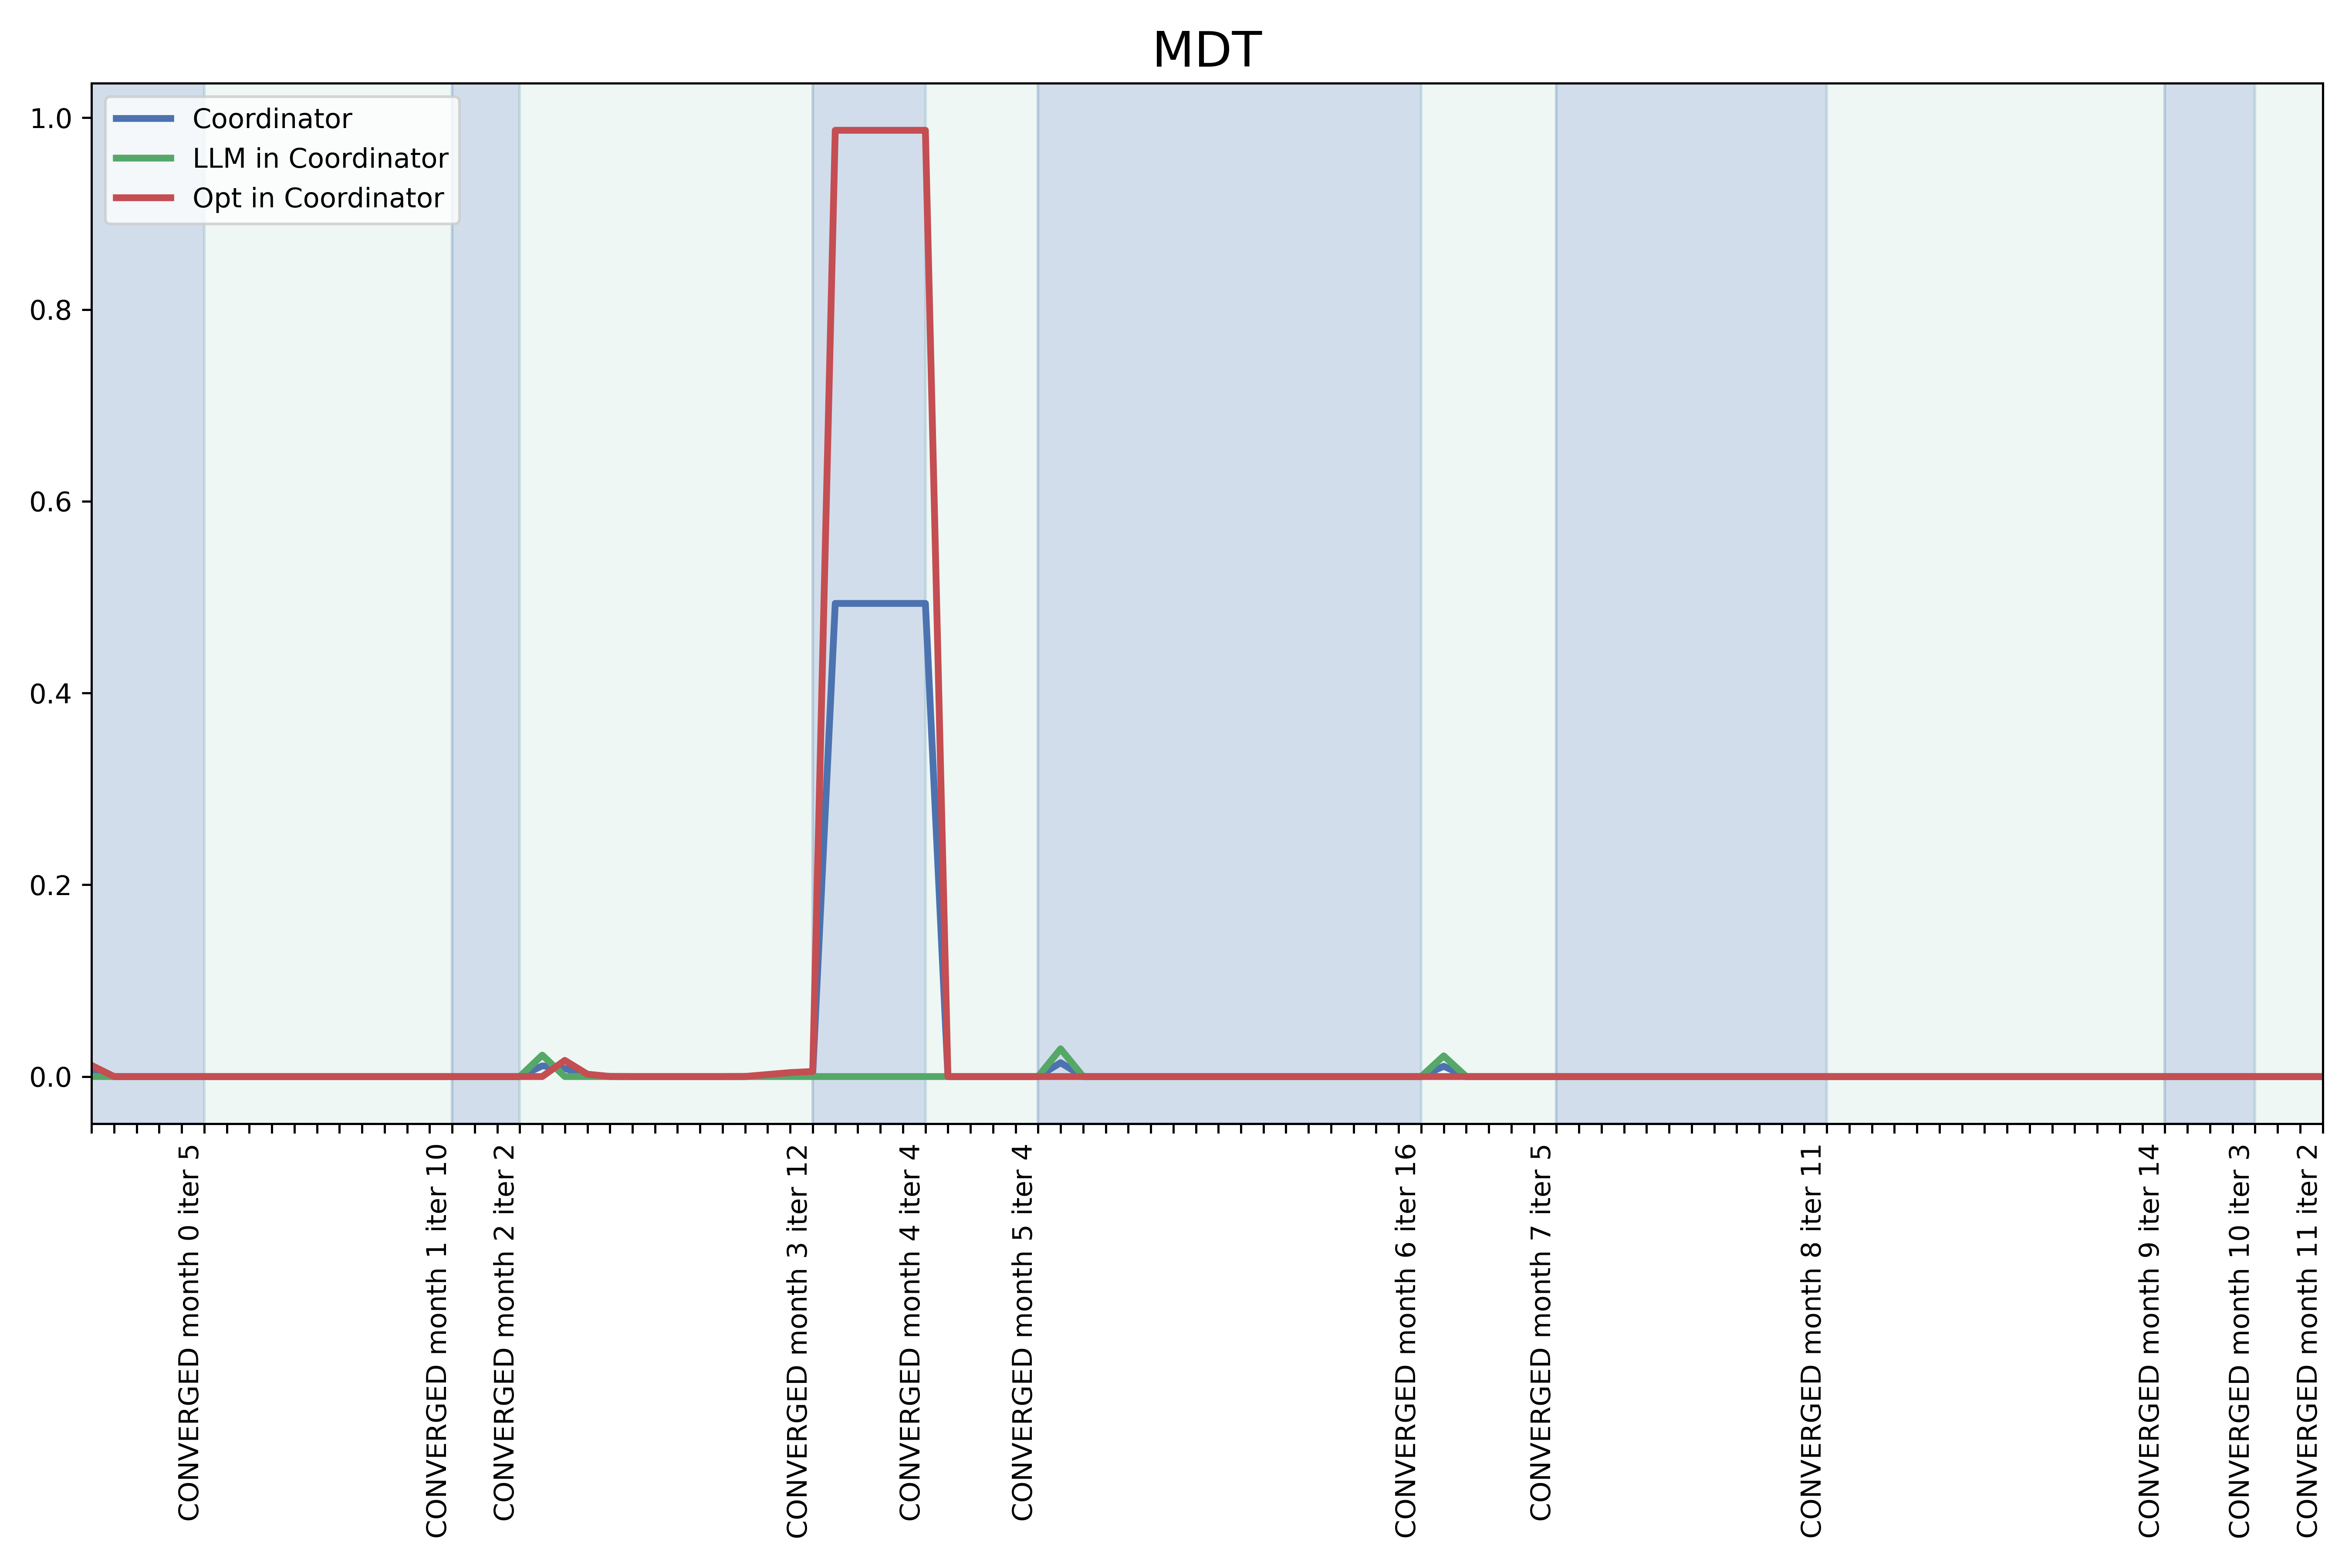 MDT
Coordinator
LLM in Coordinator
Opt in Coordinator
1.0
0.8
0.6
0.4
0.2
0.0
CONVERGED month 0 iter 5
CONVERGED month 1 iter 10
CONVERGED month 2 iter 2
CONVERGED month 3 iter 12
CONVERGED month 4 iter 4
CONVERGED month 5 iter 4
CONVERGED month 6 iter 16
CONVERGED month 7 iter 5
CONVERGED month 8 iter 11
CONVERGED month 9 iter 14
CONVERGED month 10 iter 3
CONVERGED month 11 iter 2